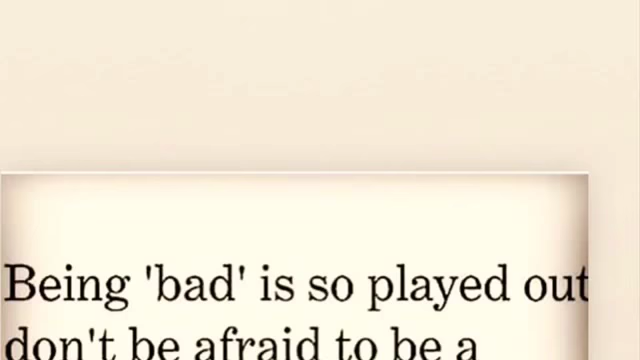 Being 'bad' is so played out
don't be afraid to be a